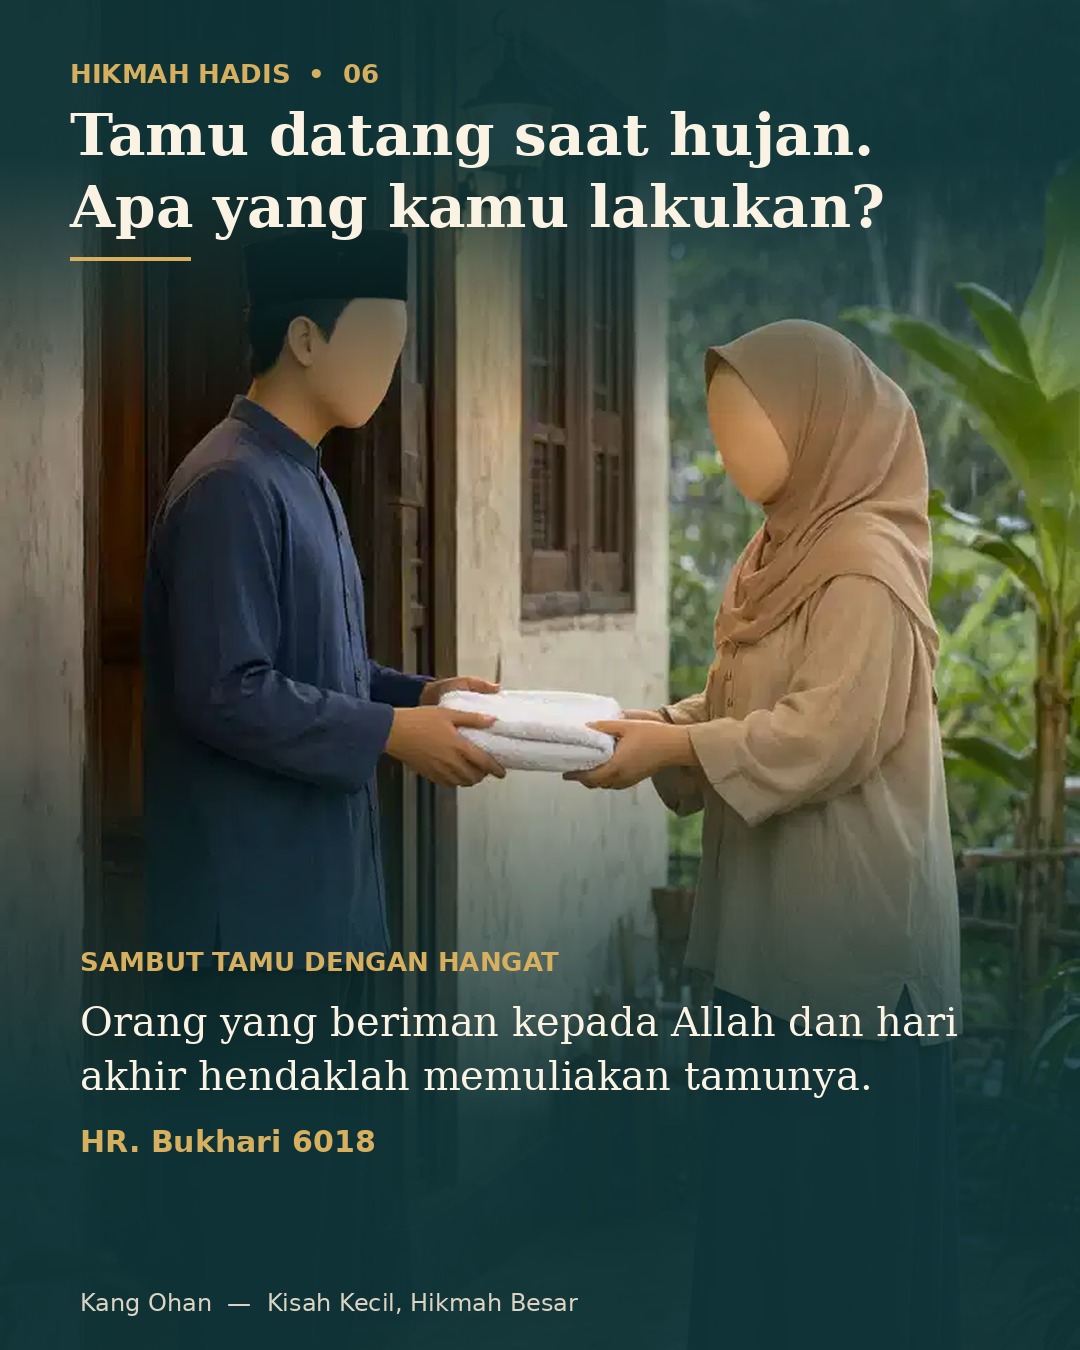 HIKMAH HADIS • 06
Tamu datang saat hujan.
Apa yang kamu lakukan?
SAMBUT TAMU DENGAN HANGAT
Orang yang beriman kepada Allah dan hari
akhir hendaklah memuliakan tamunya.
HR. Bukhari 6018
Kang Ohan — Kisah Kecil, Hikmah Besar